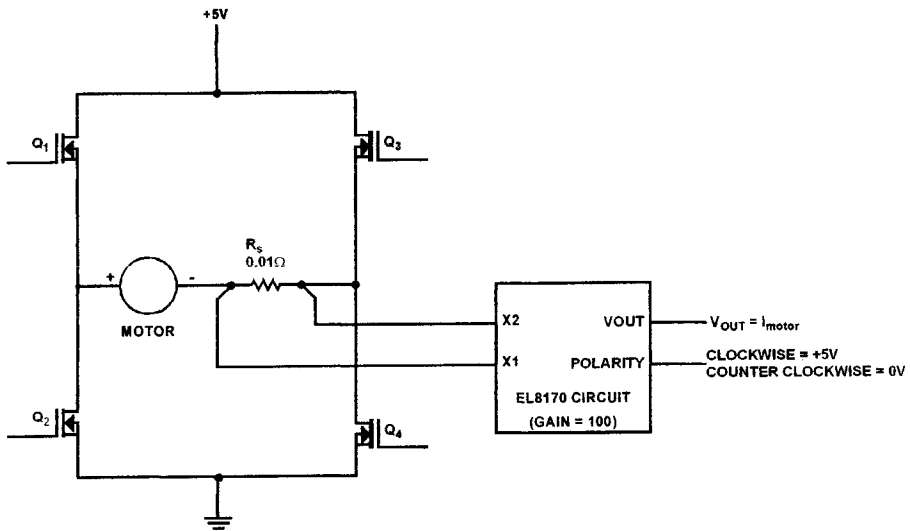 +5V
Q1
Q3
Rs
0.01Ω
+
-
MOTOR
X2
VOUT
VOUT = imotor
X1
POLARITY
CLOCKWISE = +5V
COUNTER CLOCKWISE = 0V
EL8170 CIRCUIT
(GAIN = 100)
Q2
Q4